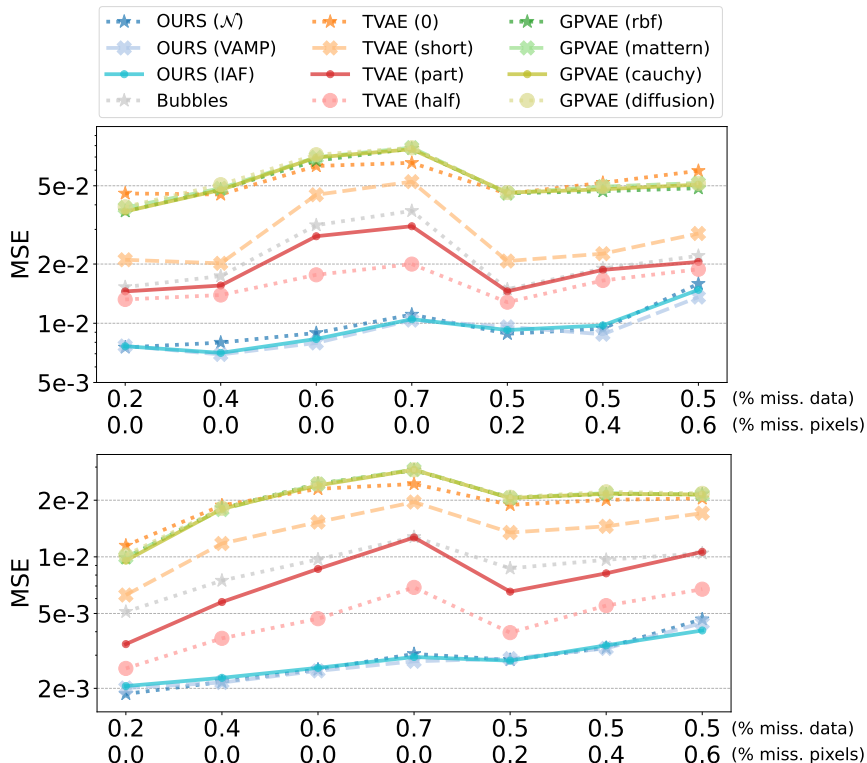 OURS (𝒩) TVAE (0) GPVAE (rbf)
OURS (VAMP) TVAE (short) GPVAE (mattern)
OURS (IAF) TVAE (part) GPVAE (cauchy)
Bubbles TVAE (half) GPVAE (diffusion)
5e-2
2e-2
1e-2
5e-3
MSE
0.2 0.4 0.6 0.7 0.5 0.5 0.5 (% miss. data)
0.0 0.0 0.0 0.0 0.2 0.4 0.6 (% miss. pixels)
2e-2
1e-2
5e-3
2e-3
MSE
0.2 0.4 0.6 0.7 0.5 0.5 0.5 (% miss. data)
0.0 0.0 0.0 0.0 0.2 0.4 0.6 (% miss. pixels)